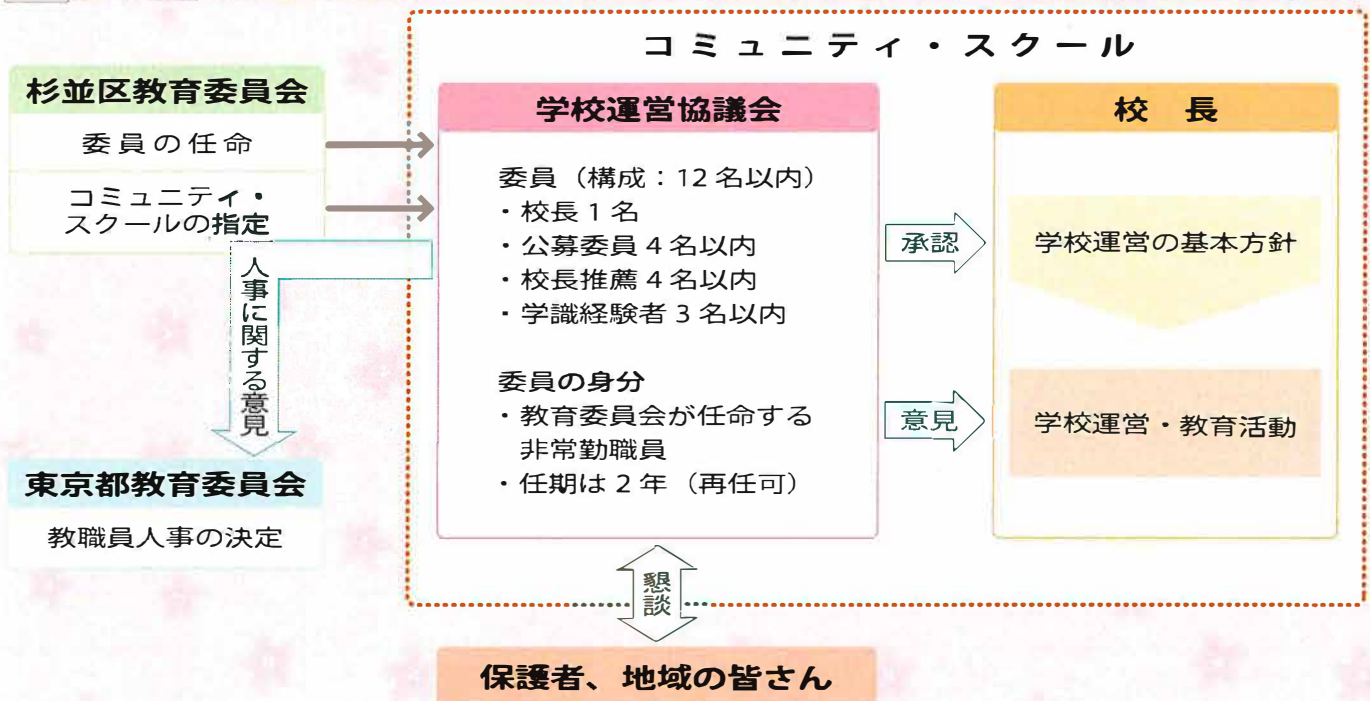 コミュニティ・スクール
杉並区教育委員会
委員の任命
コミュニティ・
スクールの指定
人事に関する意見
東京都教育委員会
教職員人事の決定
学校運営協議会
委員（構成：12名以内）
・校長1名
・公募委員4名以内
・校長推薦4名以内
・学識経験者3名以内
委員の身分
・教育委員会が任命する
非常勤職員
・任期は2年（再任可）
承認
意見
校 長
学校運営の基本方針
学校運営・教育活動
懇談
保護者、地域の皆さん